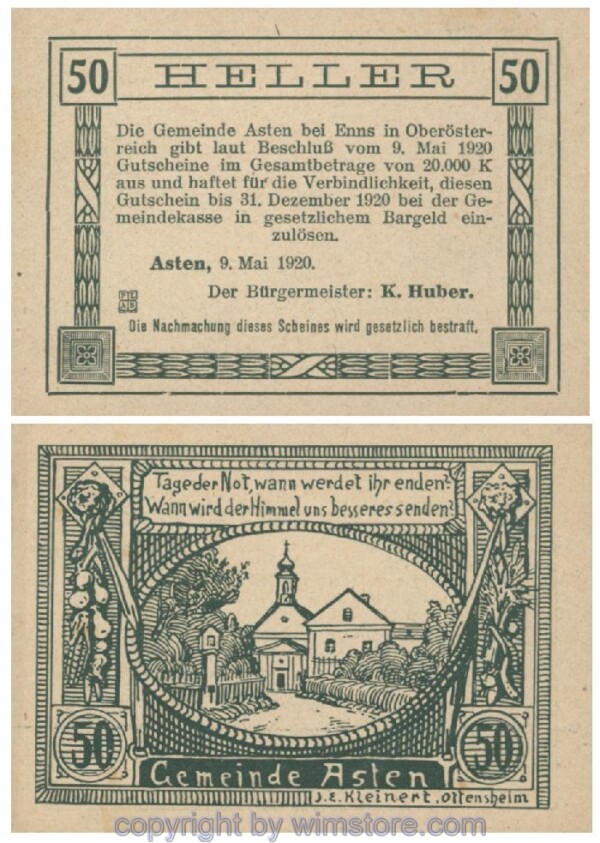 50 HELLER 50
Die Gemeinde Asten bei Enns in Oberöster-
reich gibt laut Beschluß vom 9. Mai 1920
Gutscheine im Gesamtbetrage von 20.000 K
aus und haftet für die Verbindlichkeit, diesen
Gutschein bis 31. Dezember 1920 bei der Ge-
meindekasse in gesetzlichem Bargeld ein-
zulösen.
Asten, 9. Mai 1920.
Der Bürgermeister: K. Huber.
Die Nachmachung dieses Scheines wird gesetzlich bestraft.
Tage der Not, wann werdet ihr enden?
Wann wird der Himmel uns besseres senden?
50 50
Gemeinde Asten
J.E. Kleinert, Ottensheim
copyright by wimstore.com